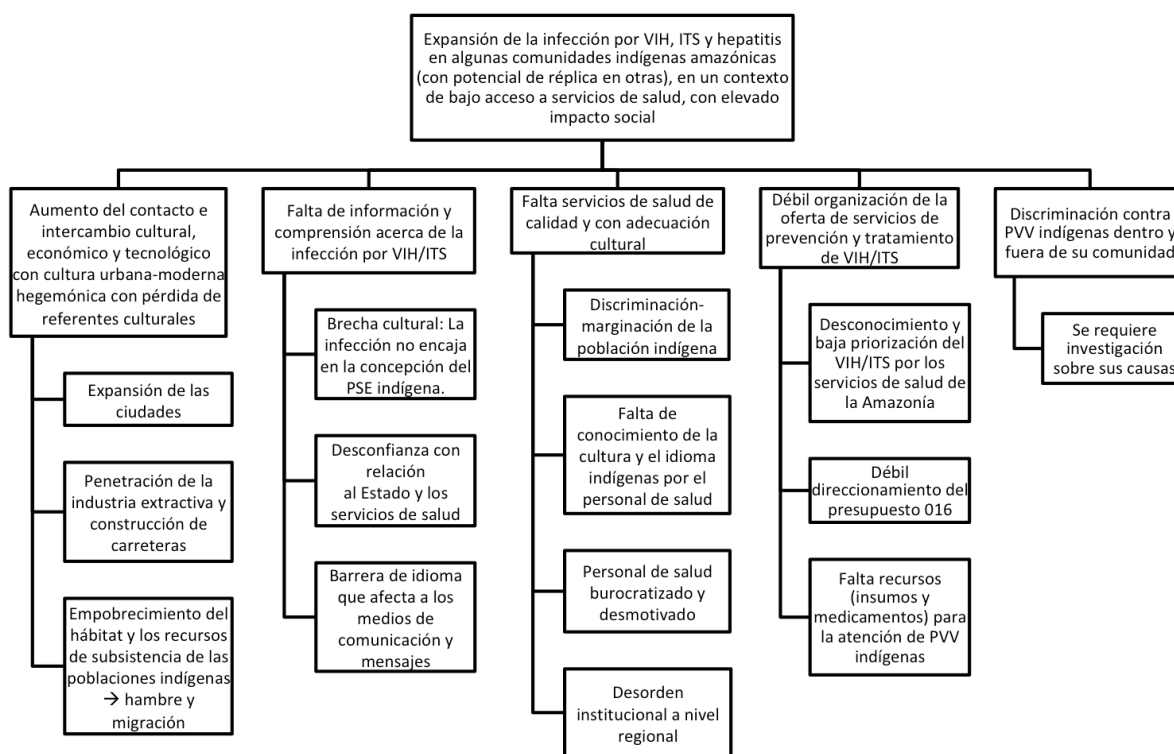 Expansión de la infección por VIH, ITS y hepatitis
en algunas comunidades indígenas amazónicas
(con potencial de réplica en otras), en un contexto
de bajo acceso a servicios de salud, con elevado
impacto social
Aumento del contacto e
intercambio cultural,
económico y tecnológico
con cultura urbana-moderna
hegemónica con pérdida de
referentes culturales
Expansión de las
ciudades
Penetración de la
industria extractiva y
construcción de
carreteras
Empobrecimiento del
hábitat y los recursos
de subsistencia de las
poblaciones indígenas
→ hambre y
migración
Falta de información y
comprensión acerca de la
infección por VIH/ITS
Brecha cultural: La
infección no encaja
en la concepción del
PSE indígena.
Desconfianza con
relación
al Estado y los
servicios de salud
Barrera de idioma
que afecta a los
medios de
comunicación y
mensajes
Falta servicios de salud de
calidad y con adecuación
cultural
Discriminación-
marginación de la
población indígena
Falta de
conocimiento de la
cultura y el idioma
indígenas por el
personal de salud
Personal de salud
burocratizado y
desmotivado
Desorden
institucional a nivel
regional
Débil organización de la
oferta de servicios de
prevención y tratamiento
de VIH/ITS
Desconocimiento y
baja priorización del
VIH/ITS por los
servicios de salud de
la Amazonía
Débil
direccionamiento del
presupuesto 016
Falta recursos
(insumos y
medicamentos) para
la atención de PVV
indígenas
Discriminación contra
PVV indígenas dentro y
fuera de su comunidad
Se requiere
investigación
sobre sus causas